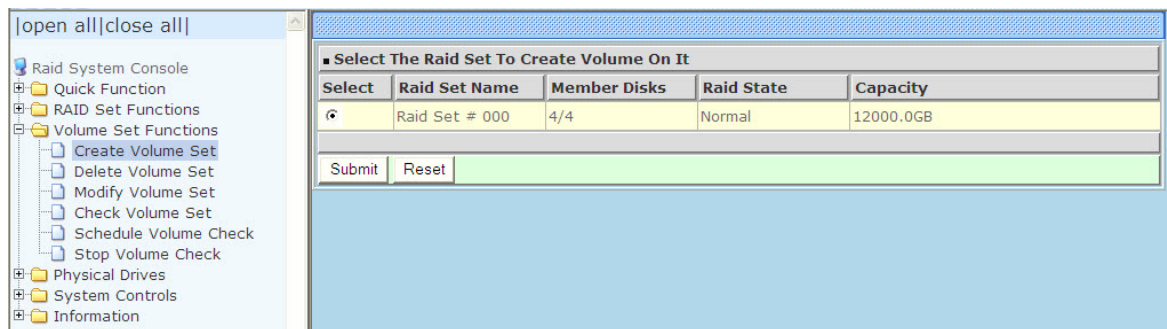 |open all|close all|
Raid System Console
Quick Function
RAID Set Functions
Volume Set Functions
Create Volume Set
Delete Volume Set
Modify Volume Set
Check Volume Set
Schedule Volume Check
Stop Volume Check
Physical Drives
System Controls
Information
Select The Raid Set To Create Volume On It
Select Raid Set Name Member Disks Raid State Capacity
Raid Set # 000 4/4 Normal 12000.0GB
Submit Reset